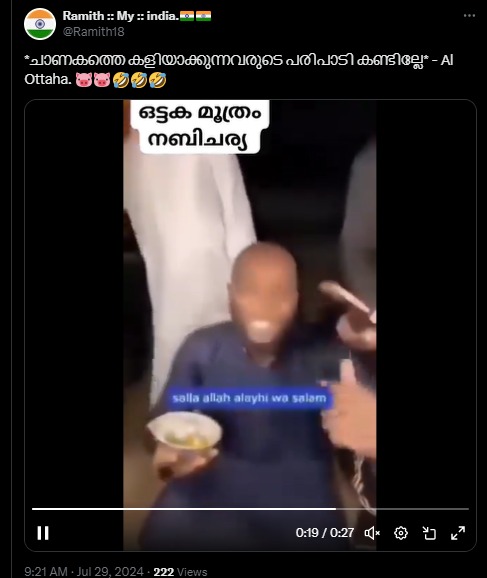 Ramith :: My :: india.🇮🇳🇮🇳
@Ramith18
*ചാണകത്തെ കളിയാക്കുന്നവരുടെ പരിപാടി കണ്ടില്ലേ* - Al
Ottaha. 🐷🐷🤣🤣🤣
ഒട്ടക മൂത്രം
നബിചര്യ
salla allah alayhi wa salam
0:19 / 0:27
9:21 AM · Jul 29, 2024 · 222 Views